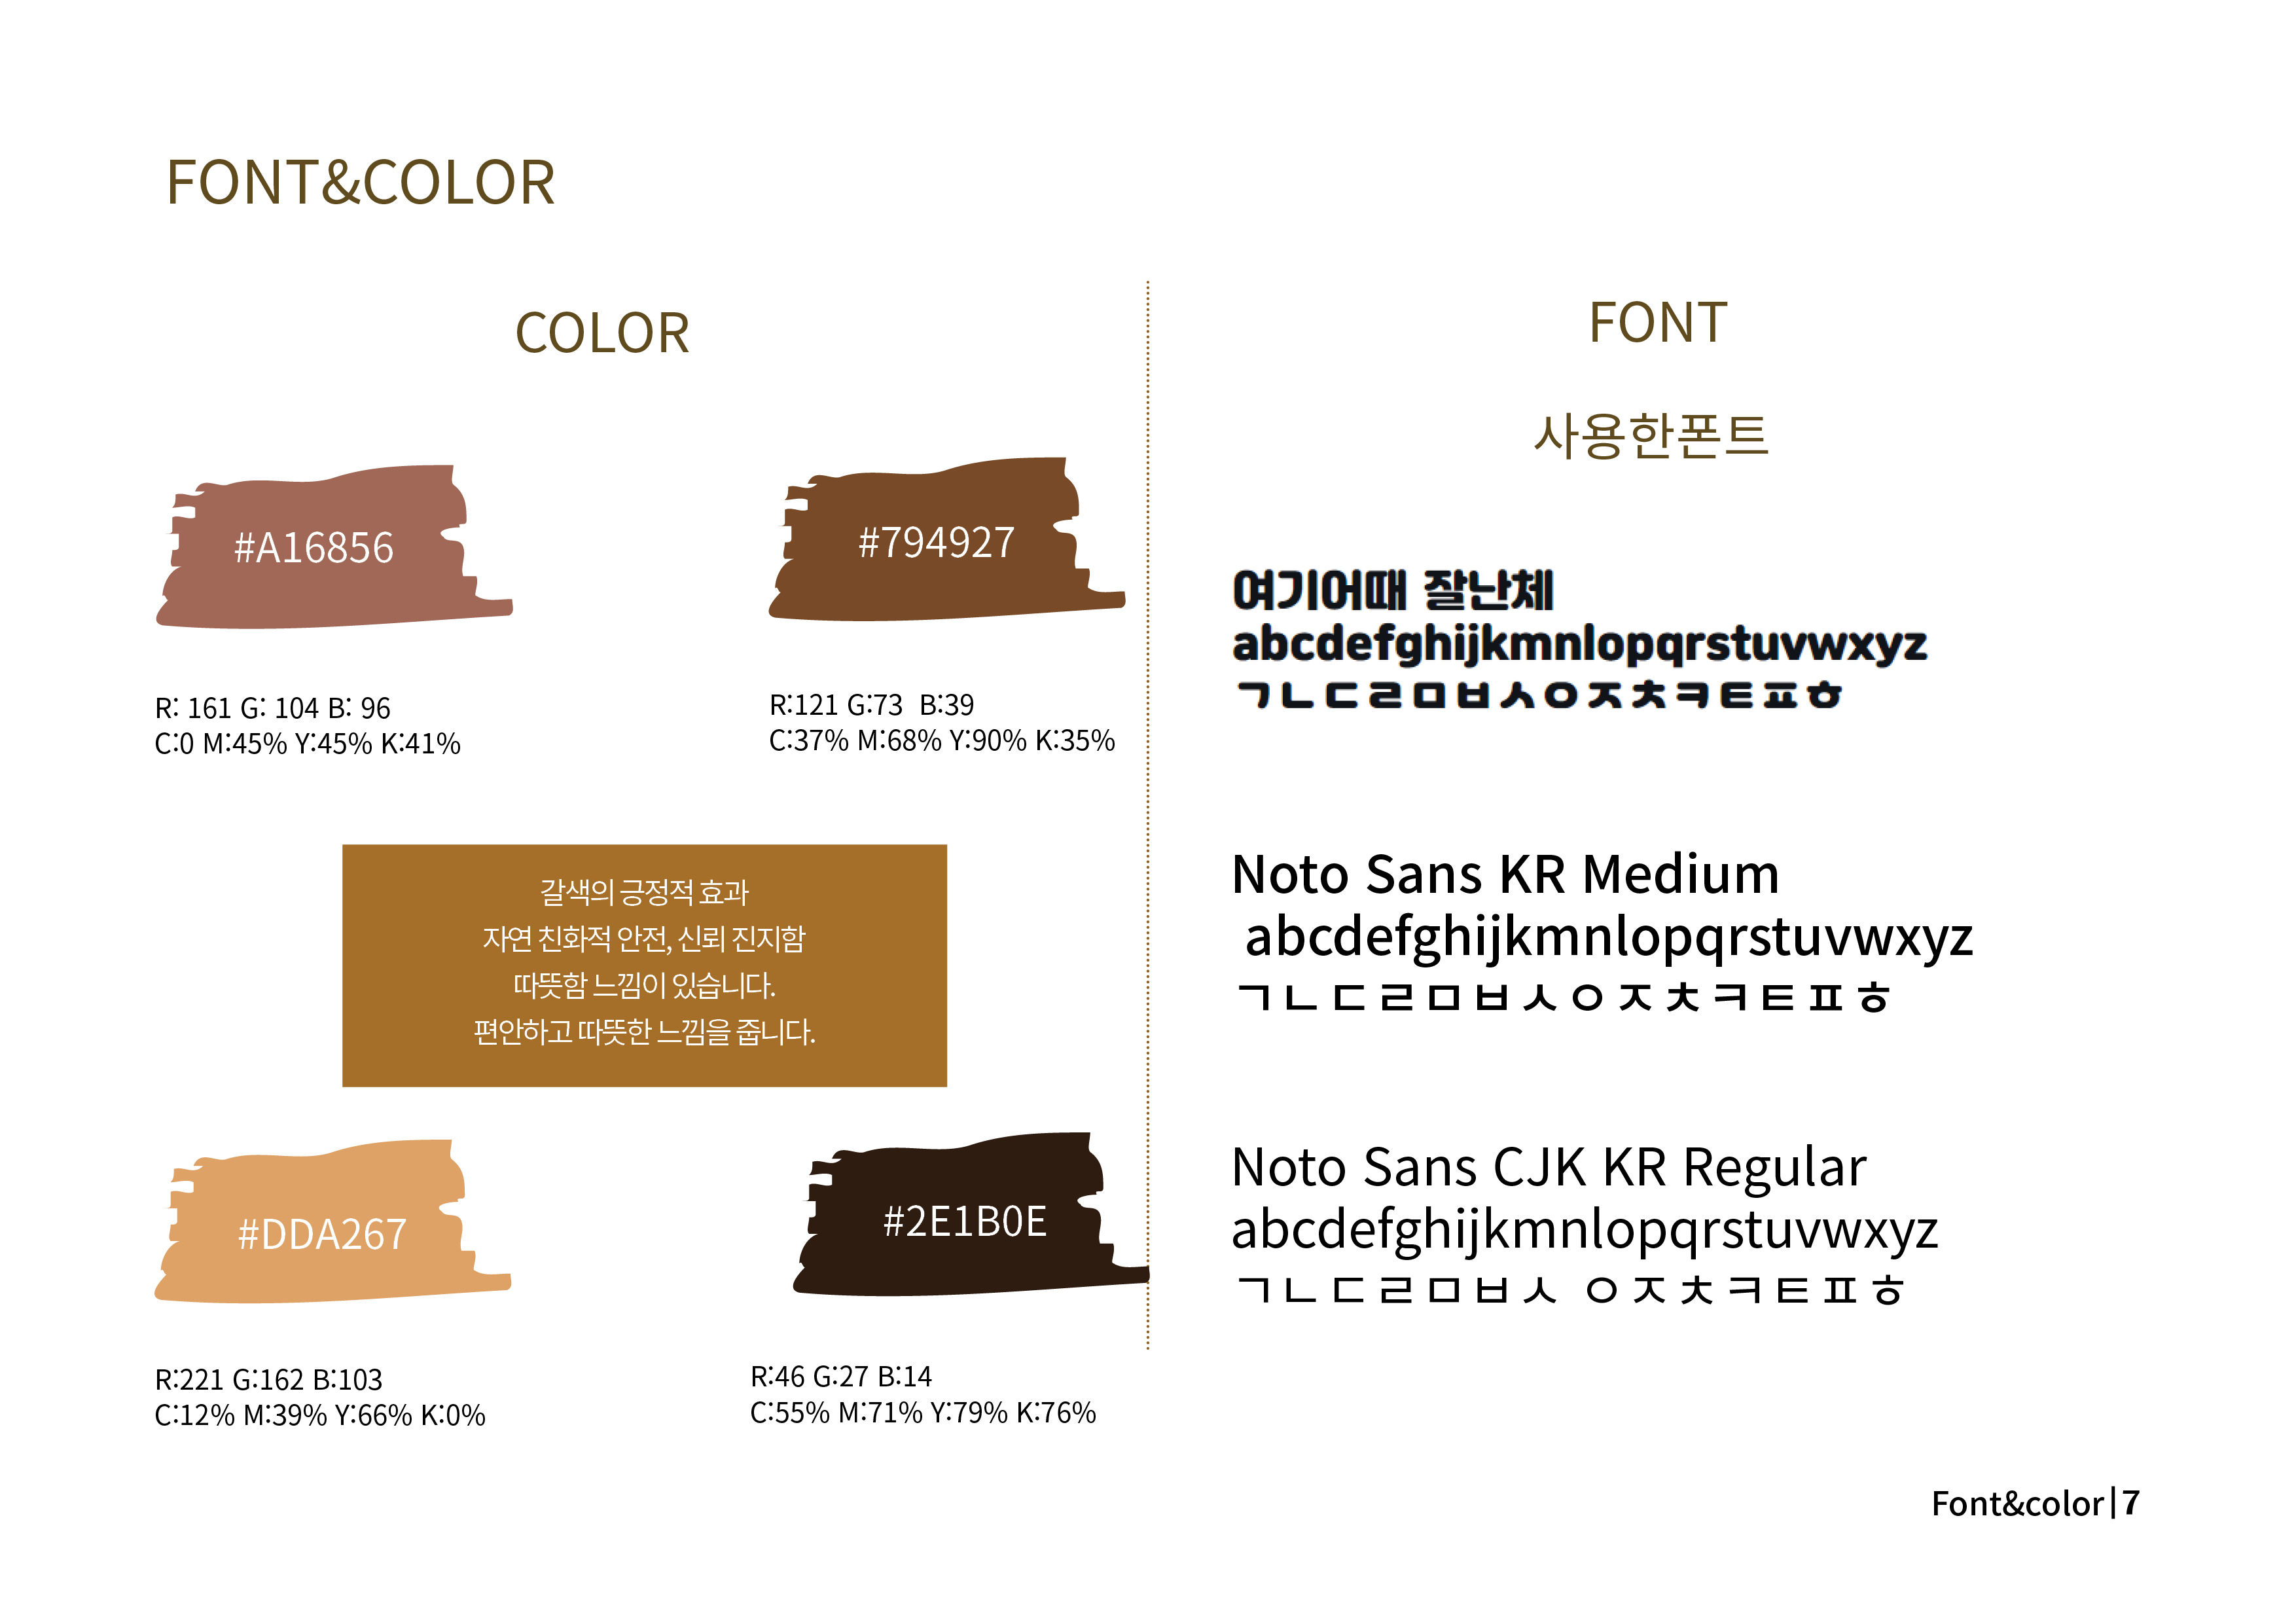 FONT&COLOR
COLOR
#A16856
#794927
R: 161 G: 104 B: 96
C:0 M:45% Y:45% K:41%
R:121 G:73 B:39
C:37% M:68% Y:90% K:35%
갈색의 긍정적 효과
자연 친화적 안전, 신뢰 진지함
따뜻함 느낌이 있습니다.
편안하고 따뜻한 느낌을 줍니다.
#DDA267
#2E1B0E
R:221 G:162 B:103
C:12% M:39% Y:66% K:0%
R:46 G:27 B:14
C:55% M:71% Y:79% K:76%
FONT
사용한폰트
여기어때 잘난체
abcdefghijkmnlopqrstuvwxyz
ㄱㄴㄷㄹㅁㅂㅅㅇㅈㅊㅋㅌㅍㅎ
Noto Sans KR Medium
abcdefghijkmnlopqrstuvwxyz
ㄱㄴㄷㄹㅁㅂㅅㅇㅈㅊㅋㅌㅍㅎ
Noto Sans CJK KR Regular
abcdefghijkmnlopqrstuvwxyz
ㄱㄴㄷㄹㅁㅂㅅ ㅇㅈㅊㅋㅌㅍㅎ
Font&color|7